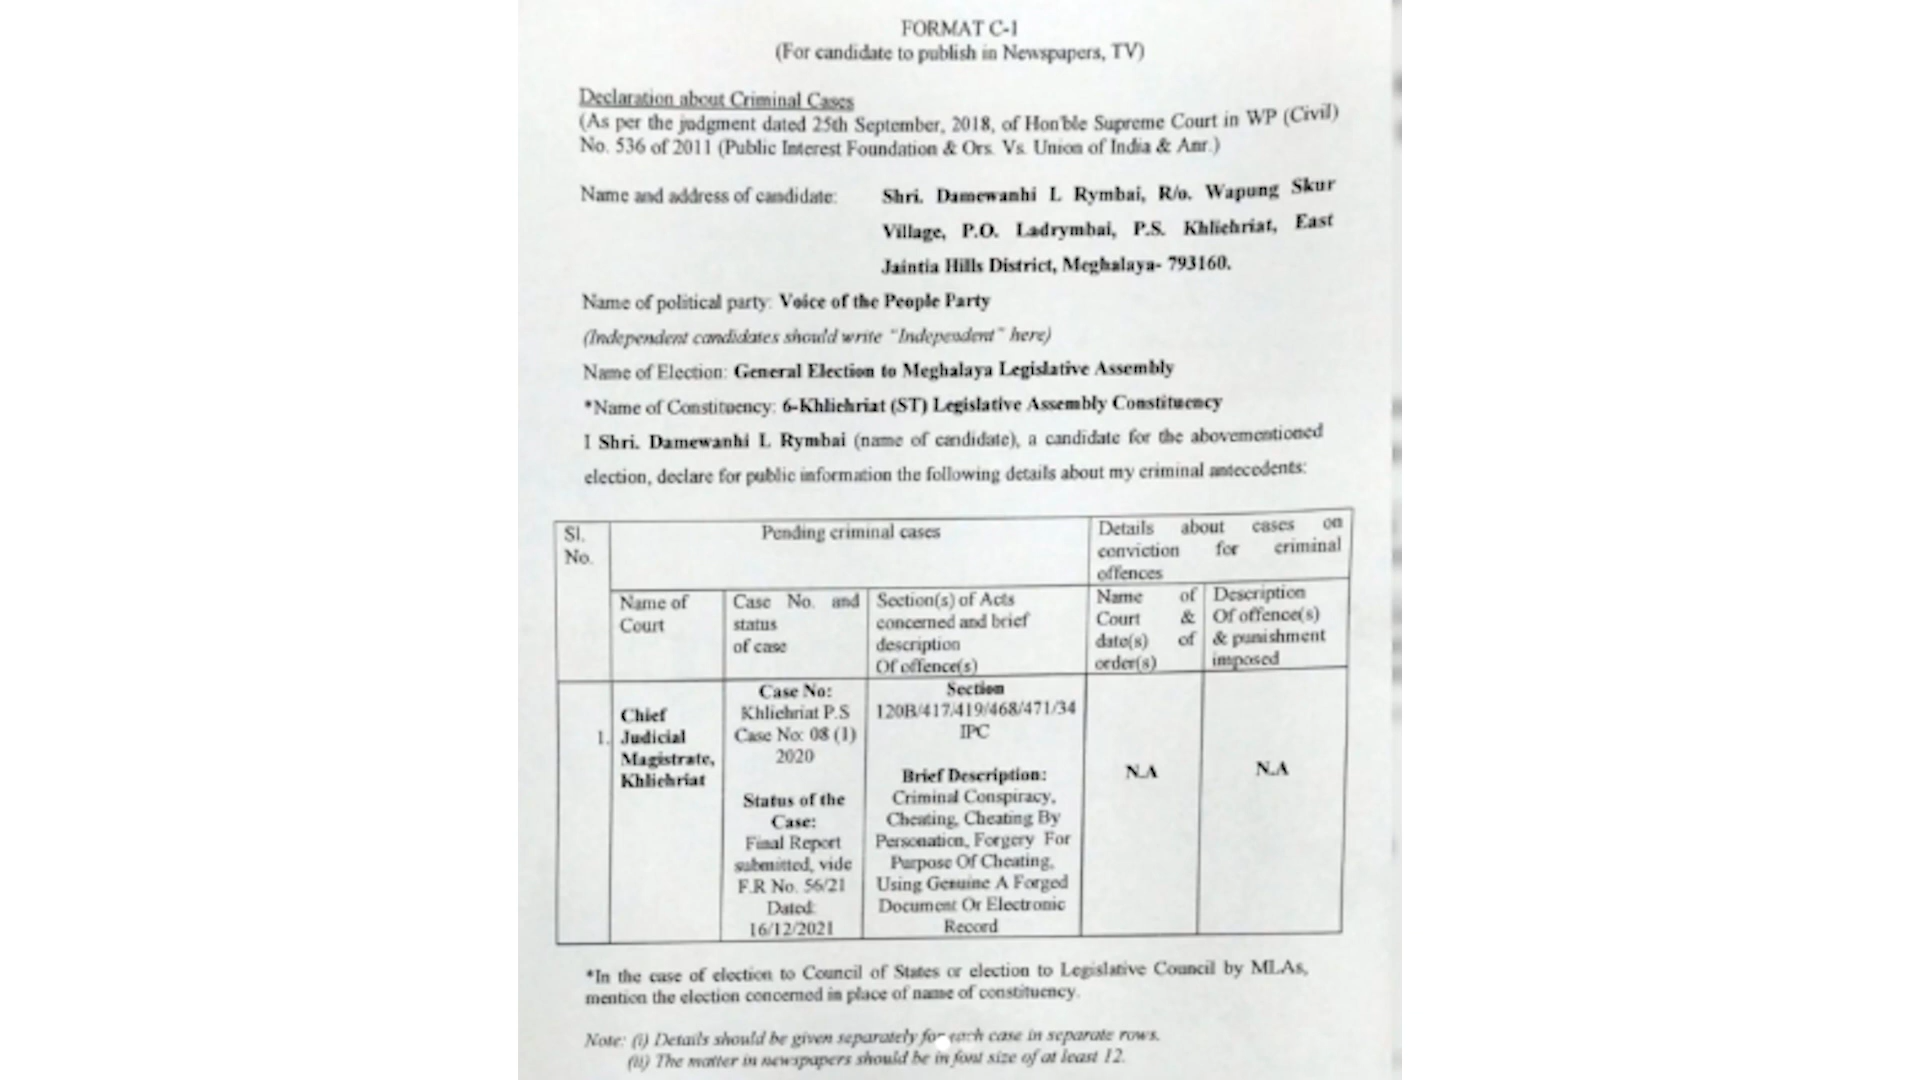 FORMAT C-1
(For candidate to publish in Newspapers, TV)
Declaration about Criminal Cases
(As per the judgment dated 25th September, 2018, of Hon'ble Supreme Court in WP (Civil)
No. 536 of 2011 (Public Interest Foundation & Ors. Vs. Union of India & Anr.)
Name and address of candidate: Shri. Damewanhi L Rymbai, R/o. Wapung Skur
Village, P.O. Ladrymbai, P.S. Khliehriat, East
Jaintia Hills District, Meghalaya- 793160.
Name of political party: Voice of the People Party
(Independent candidates should write "Independent" here)
Name of Election: General Election to Meghalaya Legislative Assembly
*Name of Constituency: 6-Khliehriat (ST) Legislative Assembly Constituency
I Shri. Damewanhi L Rymbai (name of candidate), a candidate for the abovementioned
election, declare for public information the following details about my criminal antecedents:
Sl.
No.
Pending criminal cases
Details about cases on
conviction for criminal
offences
Name of
Court
Case No. and
status
of case
Section(s) of Acts
concerned and brief
description
Of offence(s)
Name of
Court &
date(s) of
order(s)
Description
Of offence(s)
& punishment
imposed
1.
Chief
Judicial
Magistrate,
Khliehriat
Case No:
Khliehriat P.S
Case No: 08 (1)
2020
Status of the
Case:
Final Report
submitted, vide
F.R No. 56/21
Dated:
16/12/2021
Section
120B/417/419/468/471/34
IPC
Brief Description:
Criminal Conspiracy,
Cheating, Cheating By
Personation, Forgery For
Purpose Of Cheating,
Using Genuine A Forged
Document Or Electronic
Record
N.A
N.A
*In the case of election to Council of States or election to Legislative Council by MLAs,
mention the election concerned in place of name of constituency.
Note: (i) Details should be given separately for each case in separate rows.
(ii) The matter in newspapers should be in font size of at least 12.